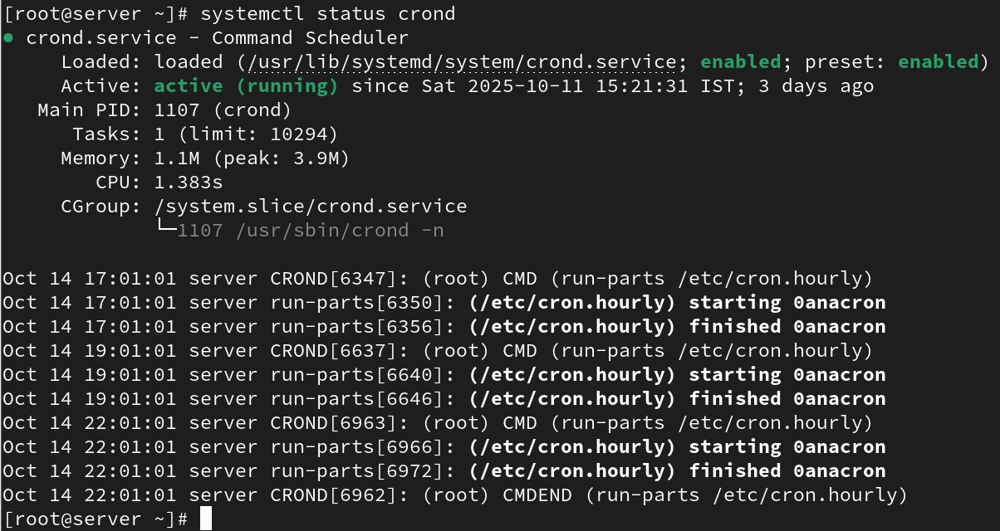 [root@server ~]# systemctl status crond
● crond.service - Command Scheduler
     Loaded: loaded (/usr/lib/systemd/system/crond.service; enabled; preset: enabled)
     Active: active (running) since Sat 2025-10-11 15:21:31 IST; 3 days ago
   Main PID: 1107 (crond)
      Tasks: 1 (limit: 10294)
     Memory: 1.1M (peak: 3.9M)
        CPU: 1.383s
     CGroup: /system.slice/crond.service
             └─1107 /usr/sbin/crond -n

Oct 14 17:01:01 server CROND[6347]: (root) CMD (run-parts /etc/cron.hourly)
Oct 14 17:01:01 server run-parts[6350]: (/etc/cron.hourly) starting 0anacron
Oct 14 17:01:01 server run-parts[6356]: (/etc/cron.hourly) finished 0anacron
Oct 14 19:01:01 server CROND[6637]: (root) CMD (run-parts /etc/cron.hourly)
Oct 14 19:01:01 server run-parts[6640]: (/etc/cron.hourly) starting 0anacron
Oct 14 19:01:01 server run-parts[6646]: (/etc/cron.hourly) finished 0anacron
Oct 14 22:01:01 server CROND[6963]: (root) CMD (run-parts /etc/cron.hourly)
Oct 14 22:01:01 server run-parts[6966]: (/etc/cron.hourly) starting 0anacron
Oct 14 22:01:01 server run-parts[6972]: (/etc/cron.hourly) finished 0anacron
Oct 14 22:01:01 server CROND[6962]: (root) CMDEND (run-parts /etc/cron.hourly)
[root@server ~]#